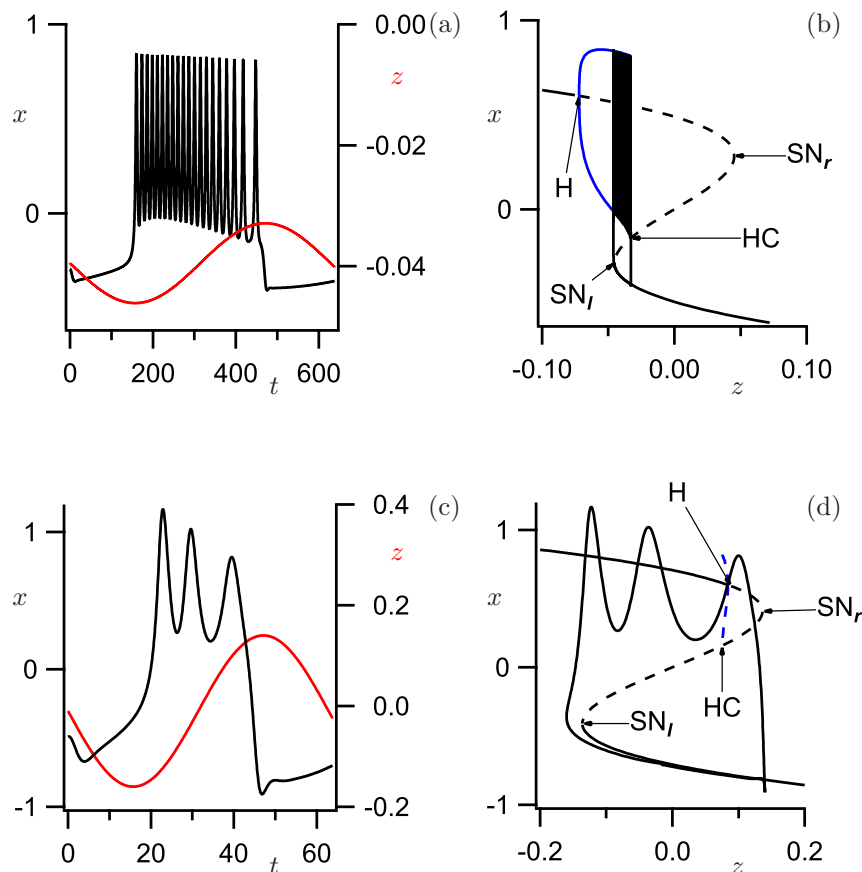 1 0.00 (a)
x z
-0.02
0
-0.04
0 200 400 600
t
1 (b)
x
SNr
H
0
HC
SNl
-0.10 0.00 0.10
z
0.4 (c)
1
z
x 0.2
0 0.0
-1 -0.2
0 20 40 60
t
H (d)
1
x
SNr
0
HC
SNl
-1
-0.2 0.0 0.2
z